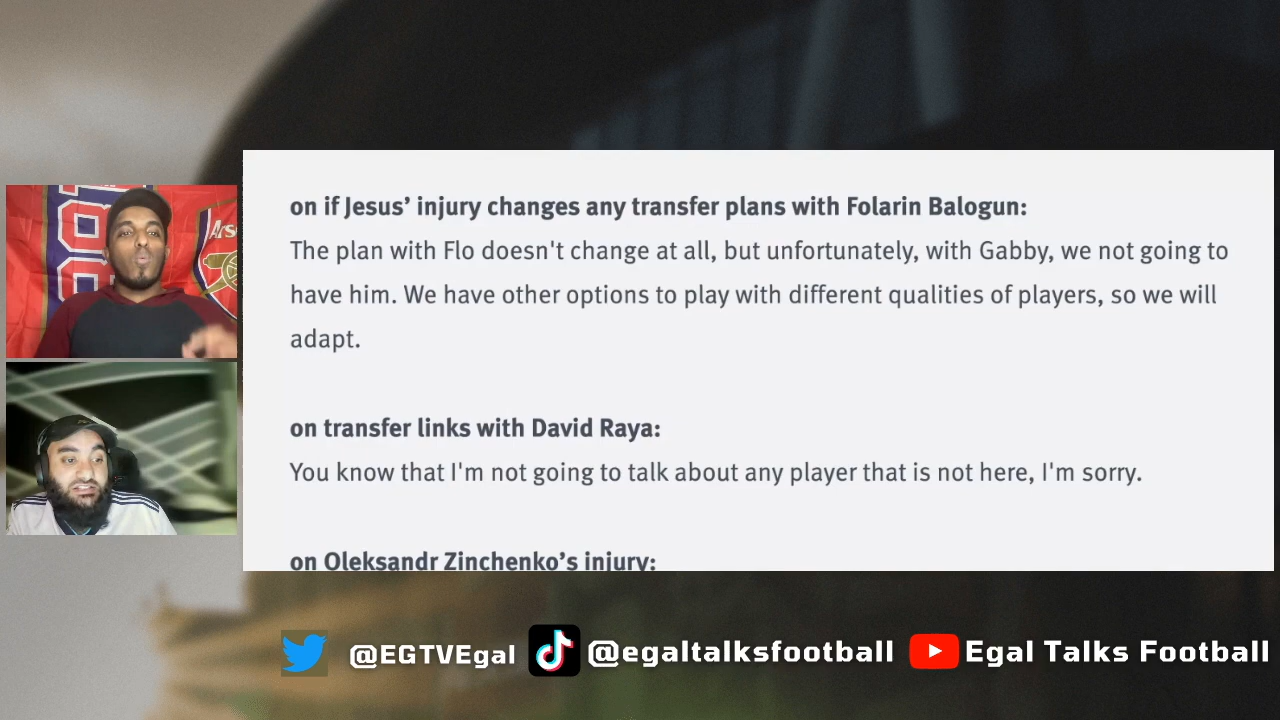 on if Jesus’ injury changes any transfer plans with Folarin Balogun:
The plan with Flo doesn't change at all, but unfortunately, with Gabby, we not going to
have him. We have other options to play with different qualities of players, so we will
adapt.
on transfer links with David Raya:
You know that I'm not going to talk about any player that is not here, I'm sorry.
on Oleksandr Zinchenko’s injury:
@EGTVEgal
@egaltalksfootball
Egal Talks Football